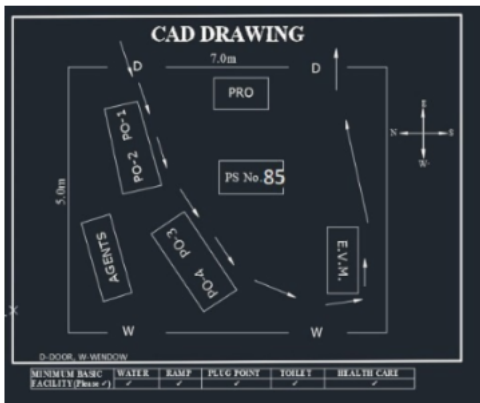 CAD DRAWING
7.0m
D
D
PRO
PO-2 PO-1
E
N
S
W
PS No.85
5.0m
AGENTS
PO-4 PO-3
E.V.M.
X
W
W
D-DOOR, W-WINDOW
MINIMUM BASIC WATER RAMP PLUG POINT TOILET HEALTH CARE
FACILITY(Please ✓) ✓ ✓ ✓ ✓ ✓